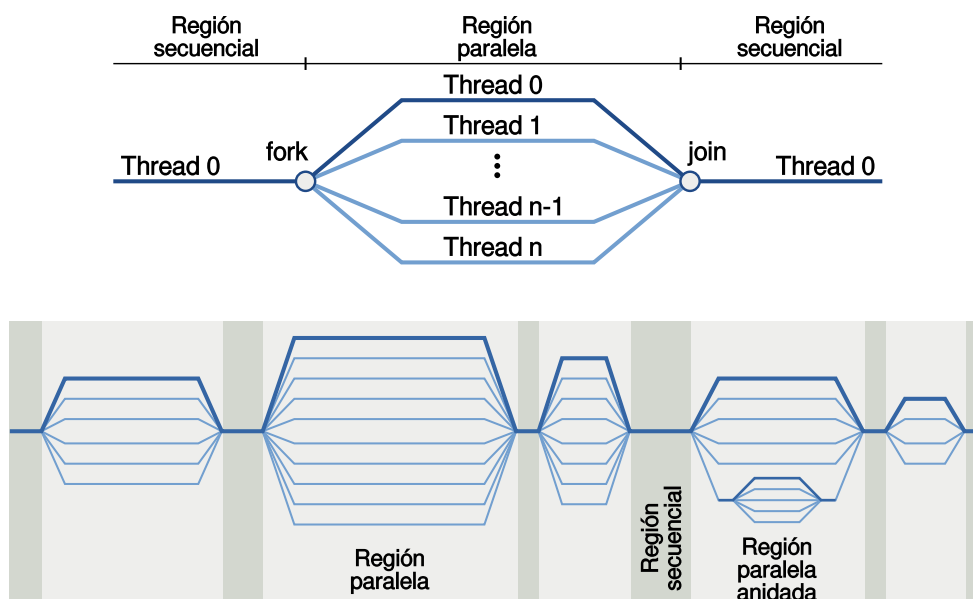 Región
secuencial
Región
paralela
Región
secuencial
Thread 0
Thread 1
fork
join
Thread 0
Thread 0
Thread n-1
Thread n
Región
paralela
Región
secuencial
Región
paralela
anidada